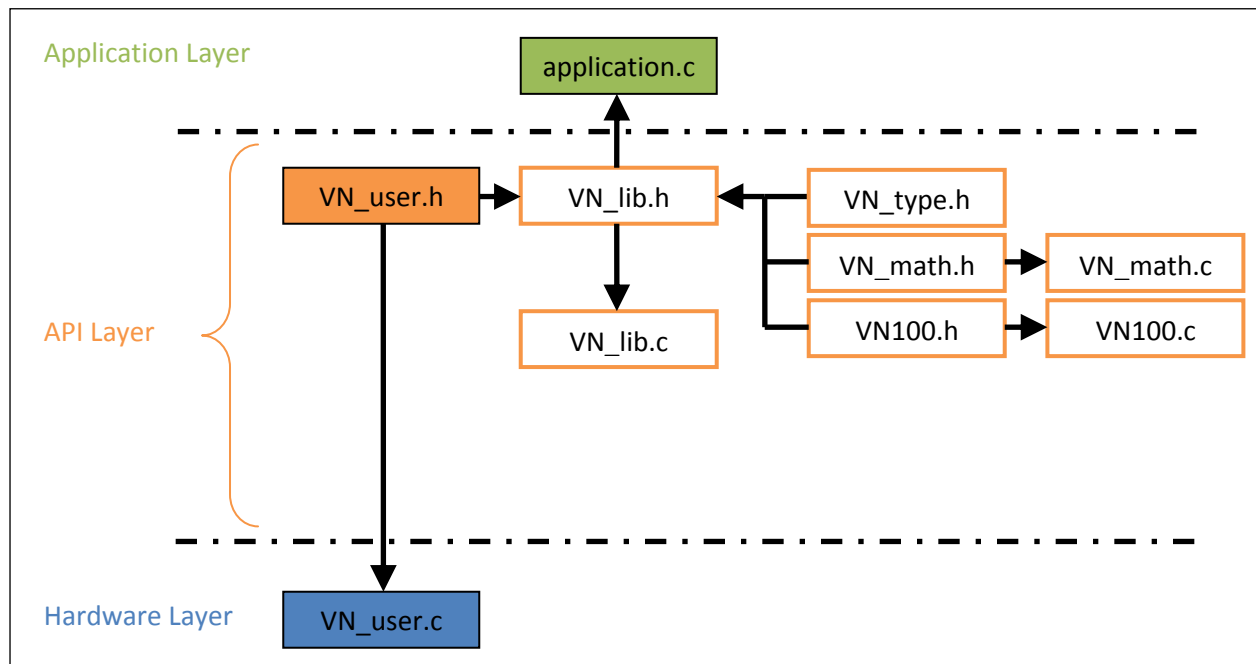 Application Layer
application.c
VN_user.h
VN_lib.h
VN_type.h
VN_math.h
VN_math.c
API Layer
VN_lib.c
VN100.h
VN100.c
Hardware Layer
VN_user.c